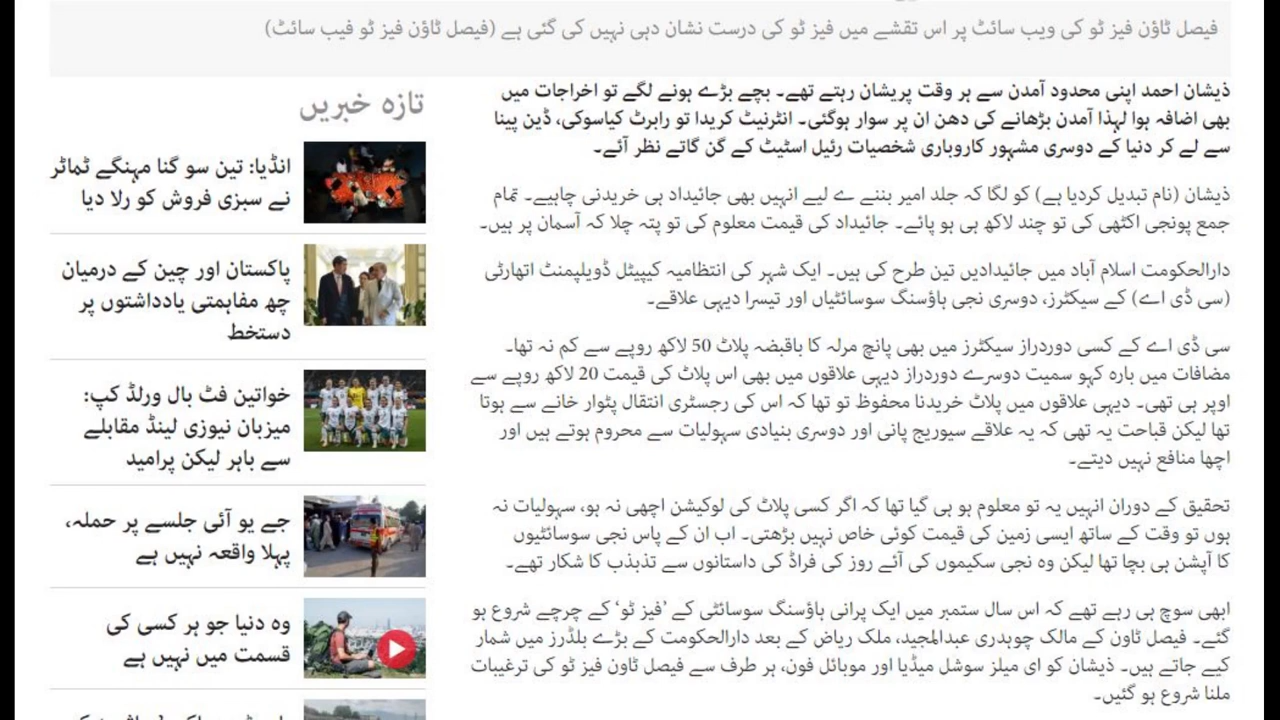 فیصل ٹاؤن فیز ٹو کی ویب سائٹ پر اس نقشے میں فیز ٹو کی درست نشان دہی نہیں کی گئی ہے (فیصل ٹاؤن فیز ٹو فیب سائٹ)
ذیشان احمد اپنی محدود آمدن سے ہر وقت پریشان رہتے تھے۔ بچے بڑے ہونے لگے تو اخراجات میں
بھی اضافہ ہوا لہذا آمدن بڑھانے کی دھن ان پر سوار ہوگئی۔ انٹرنیٹ کریدا تو رابرٹ کیاسوکی، ڈین پینا
سے لے کر دنیا کے دوسری مشہور کاروباری شخصیات رئیل اسٹیٹ کے گن گاتے نظر آئے۔
ذیشان (نام تبدیل کردیا ہے) کو لگا کہ جلد امیر بننے ے لیے انہیں بھی جائیداد ہی خریدنی چاہیے۔ تمام
جمع پونجی اکٹھی کی تو چند لاکھ ہی ہو پائے۔ جائیداد کی قیمت معلوم کی تو پتہ چلا کہ آسمان پر ہیں۔
دارالحکومت اسلام آباد میں جائیدادیں تین طرح کی ہیں۔ ایک شہر کی انتظامیہ کیپیٹل ڈویلپمنٹ اتھارٹی
(سی ڈی اے) کے سیکٹرز، دوسری نجی ہاؤسنگ سوسائٹیاں اور تیسرا دیہی علاقے۔
سی ڈی اے کے کسی دوردراز سیکٹرز میں بھی پانچ مرلہ کا باقبضہ پلاٹ 50 لاکھ روپے سے کم نہ تھا۔
مضافات میں بارہ کہو سمیت دوسرے دوردراز دیہی علاقوں میں بھی اس پلاٹ کی قیمت 20 لاکھ روپے سے
اوپر ہی تھی۔ دیہی علاقوں میں پلاٹ خریدنا محفوظ تو تھا کہ اس کی رجسٹری انتقال پٹوار خانے سے ہوتا
تھا لیکن قباحت یہ تھی کہ یہ علاقے سیوریج پانی اور دوسری بنیادی سہولیات سے محروم ہوتے ہیں اور
اچھا منافع نہیں دیتے۔
تحقیق کے دوران انہیں یہ تو معلوم ہو ہی گیا تھا کہ اگر کسی پلاٹ کی لوکیشن اچھی نہ ہو، سہولیات نہ
ہوں تو وقت کے ساتھ ایسی زمین کی قیمت کوئی خاص نہیں بڑھتی۔ اب ان کے پاس نجی سوسائٹیوں
کا آپشن ہی بچا تھا لیکن وہ نجی سکیموں کی آئے روز کی فراڈ کی داستانوں سے تذبذب کا شکار تھے۔
ابھی سوچ ہی رہے تھے کہ اس سال ستمبر میں ایک پرانی ہاؤسنگ سوسائٹی کے ’فیز ٹو‘ کے چرچے شروع ہو
گئے۔ فیصل ٹاون کے مالک چوہدری عبدالمجید، ملک ریاض کے بعد دارالحکومت کے بڑے بلڈرز میں شمار
کیے جاتے ہیں۔ ذیشان کو ای میلز سوشل میڈیا اور موبائل فون، ہر طرف سے فیصل ٹاون فیز ٹو کی ترغیبات
ملنا شروع ہو گئیں۔
تازہ خبریں
انڈیا: تین سو گنا مہنگے ٹماٹر
نے سبزی فروش کو رلا دیا
پاکستان اور چین کے درمیان
چھ مفاہمتی یادداشتوں پر
دستخط
خواتین فٹ بال ورلڈ کپ:
میزبان نیوزی لینڈ مقابلے
سے باہر لیکن پرامید
جے یو آئی جلسے پر حملہ،
پہلا واقعہ نہیں ہے
وہ دنیا جو ہر کسی کی
قسمت میں نہیں ہے